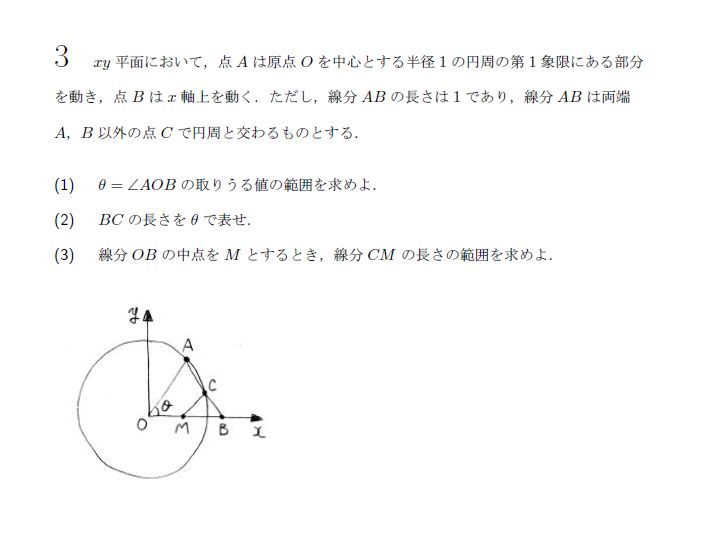 3 xy 平面において，点 A は原点 O を中心とする半径 1 の円周の第 1 象限にある部分
を動き，点 B は x 軸上を動く．ただし，線分 AB の長さは 1 であり，線分 AB は両端
A，B 以外の点 C で円周と交わるものとする．
(1) θ = ∠AOB の取りうる値の範囲を求めよ．
(2) BC の長さを θ で表せ．
(3) 線分 OB の中点を M とするとき，線分 CM の長さの範囲を求めよ．
y
A
C
θ
O M B x